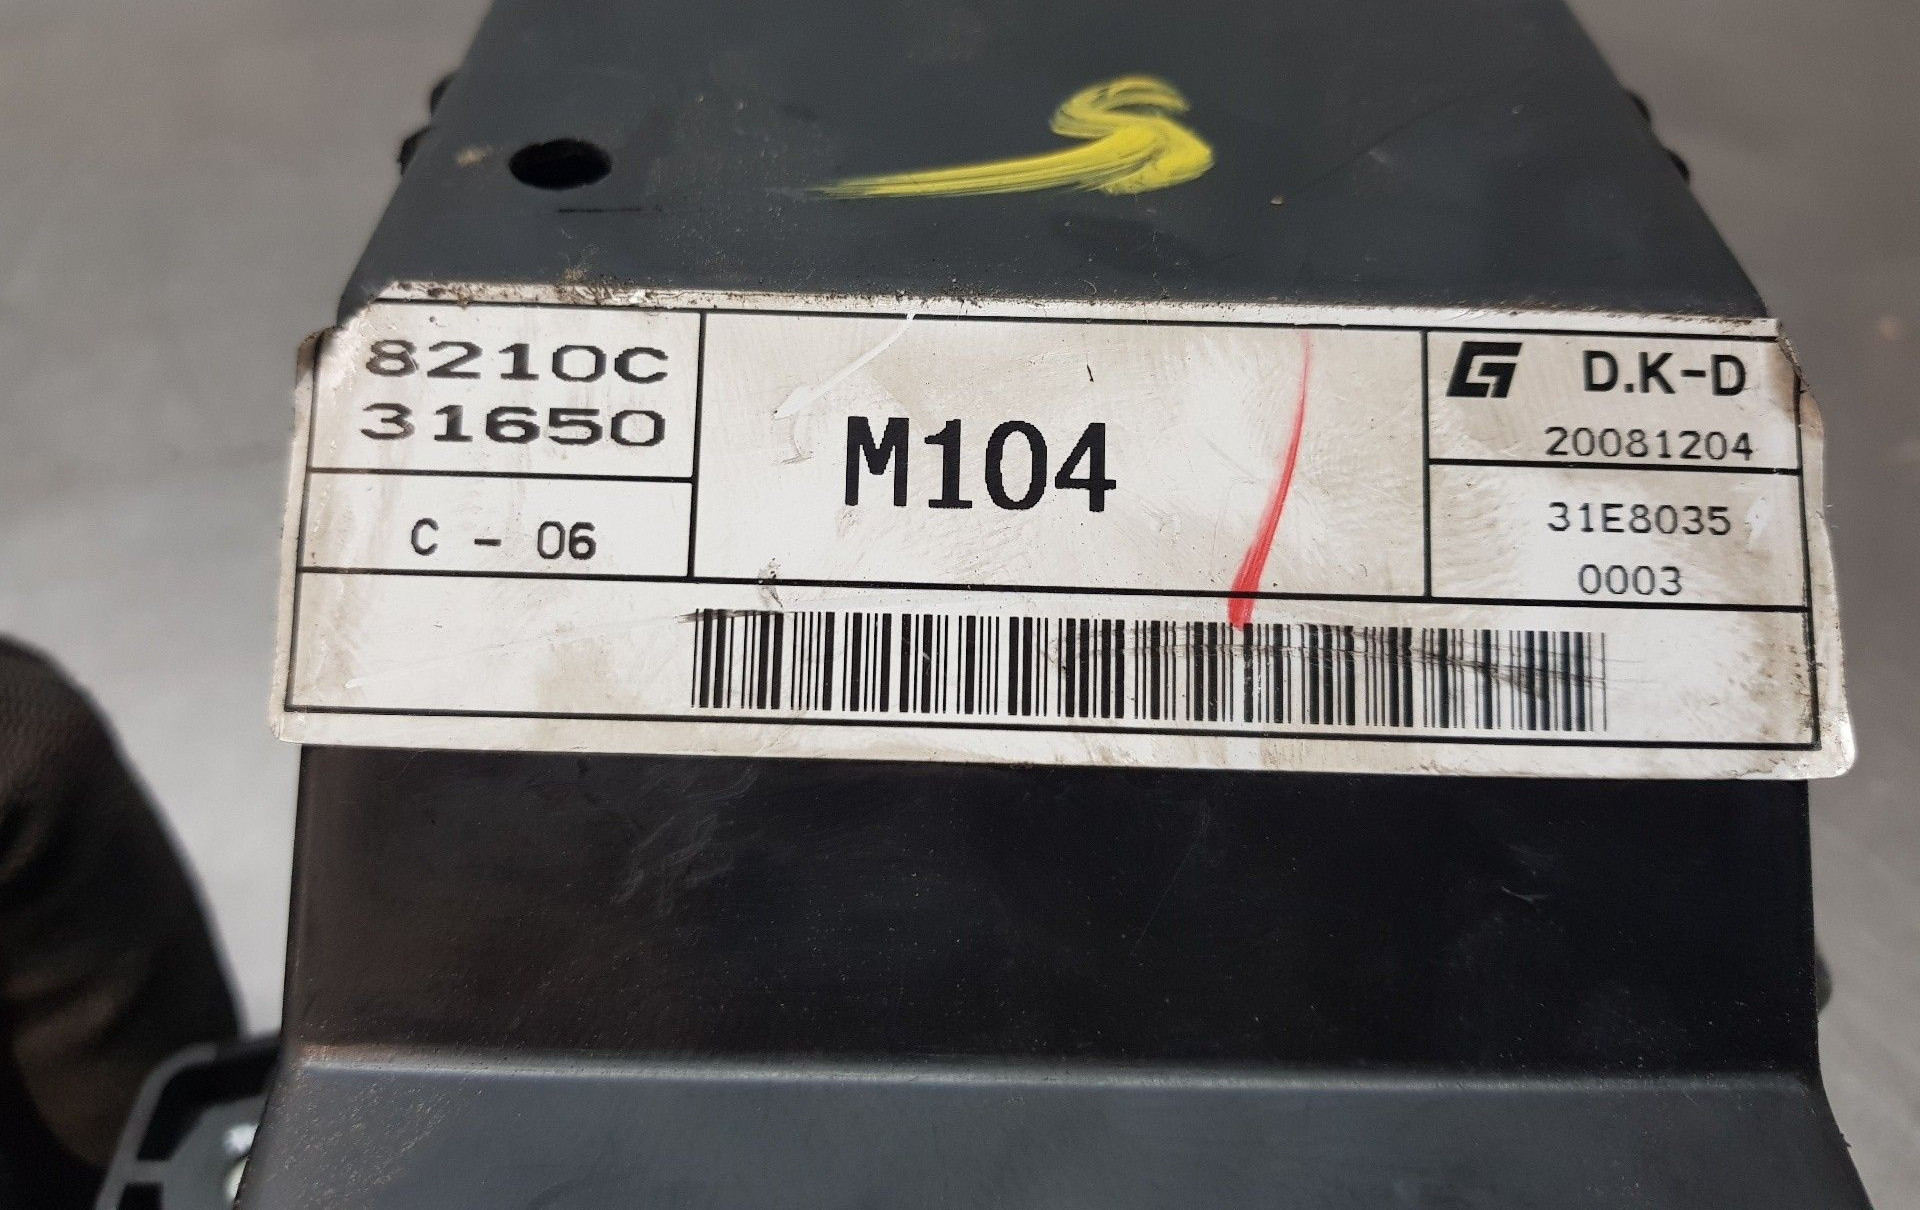 8210C
31650
C - 06
M104
G D.K-D
20081204
31E8035
0003